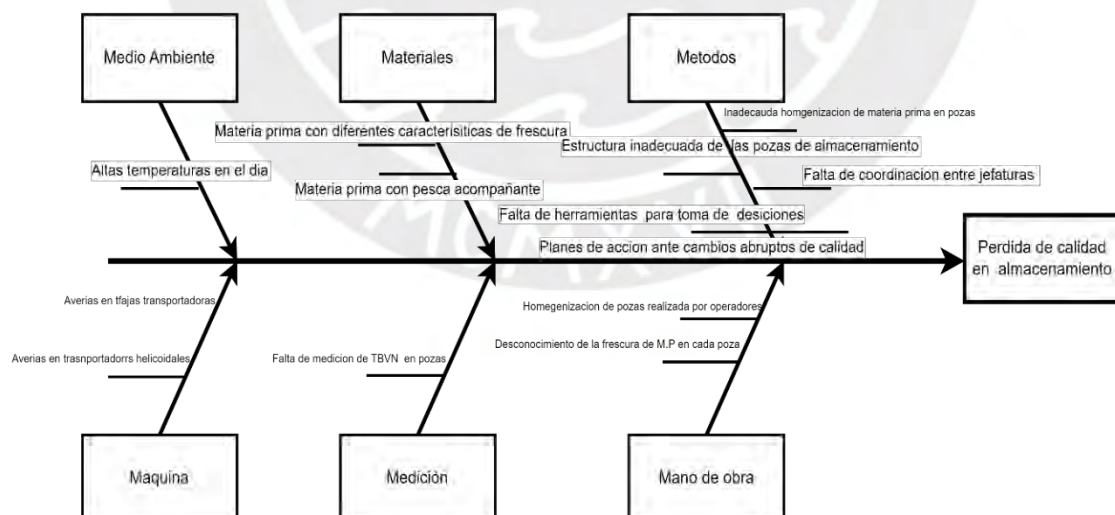 Medio Ambiente
Materiales
Metodos
Inadecauda homgenizacion de materia prima en pozas
Materia prima con diferentes caracterisiticas de frescura
Estructura inadecuada de las pozas de almacenamiento
Altas temperaturas en el dia
Falta de coordinacion entre jefaturas
Materia prima con pesca acompañante
Falta de herramientas para toma de desiciones
Planes de accion ante cambios abruptos de calidad
Perdida de calidad
en almacenamiento
Averias en tfajas transportadoras
Homegenizacion de pozas realizada por operadores
Averias en trasnportadorrs helicoidales
Falta de medicion de TBVN en pozas
Desconocimiento de la frescura de M.P en cada poza
Maquina
Medición
Mano de obra
MCMXVII